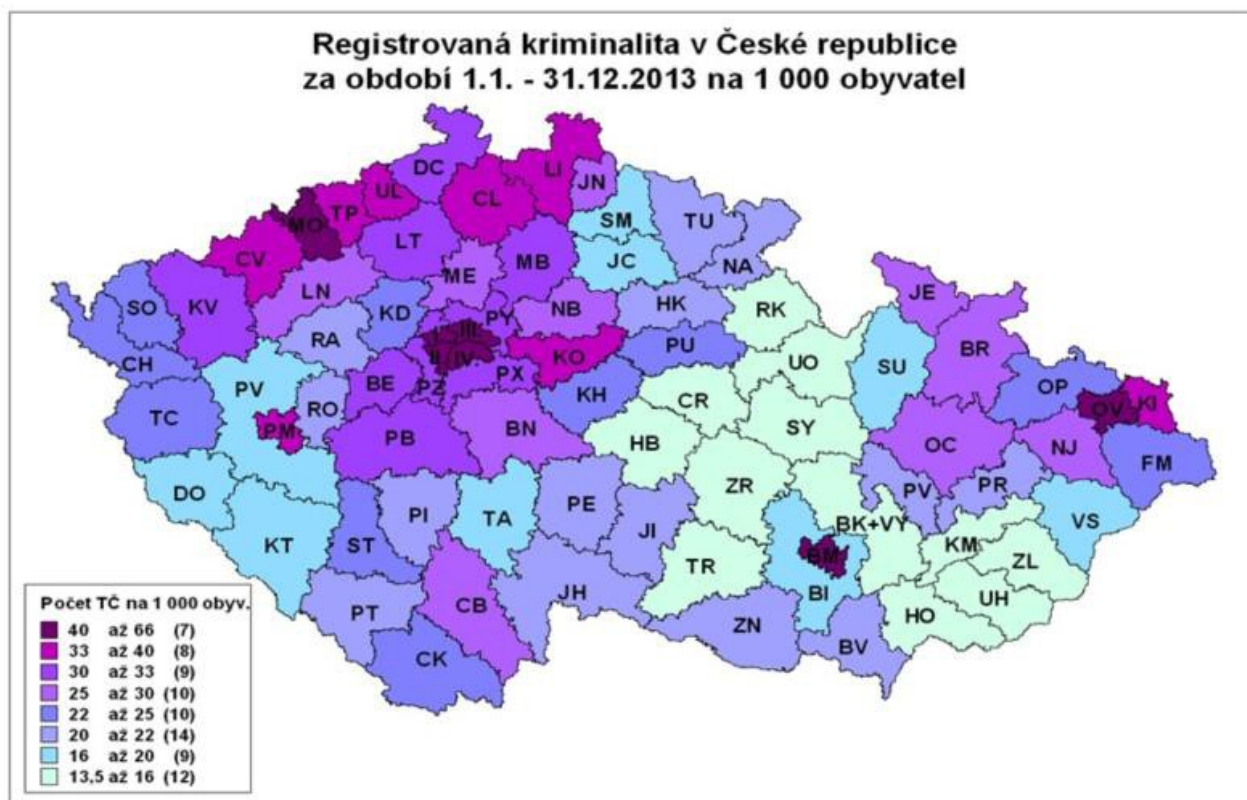 Registrovaná kriminalita v České republice
za období 1.1. - 31.12.2013 na 1 000 obyvatel
DC
LI
JN
UL
CL
TP
MO
SM
TU
LT
CV
JC
MB
ME
NA
LN
JE
SO
KV
KD
NB
HK
RK
I
III
PY
RA
BR
KO
PU
UO
II
IV
CH
SU
OP
PV
BE
PZ
PX
OV
KI
KH
CR
RO
TC
PM
SY
BN
PB
HB
OC
NJ
FM
ZR
PV
PR
DO
PE
PI
TA
VS
BK+VY
JI
KT
ST
KM
BM
ZL
TR
JH
BI
UH
CB
PT
HO
ZN
BV
CK
Počet TČ na 1 000 obyv.
40 až 66 (7)
33 až 40 (8)
30 až 33 (9)
25 až 30 (10)
22 až 25 (10)
20 až 22 (14)
16 až 20 (9)
13,5 až 16 (12)